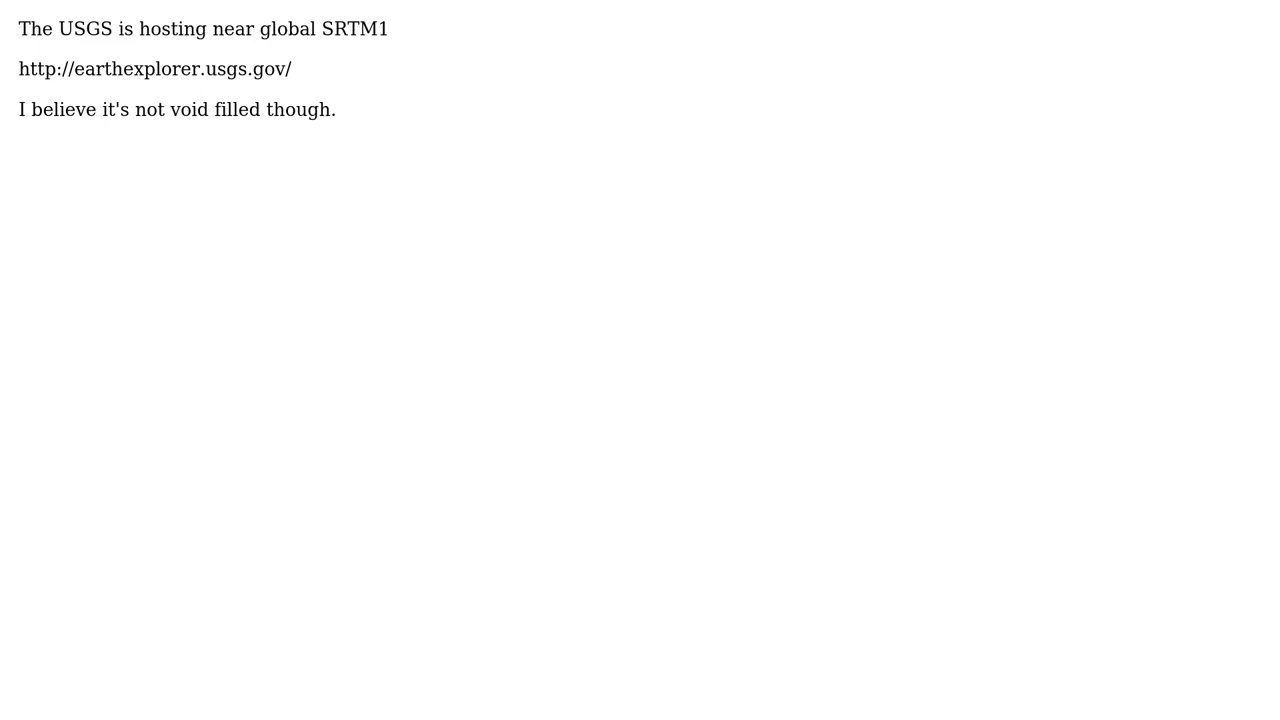 The USGS is hosting near global SRTM1
http://earthexplorer.usgs.gov/
I believe it's not void filled though.